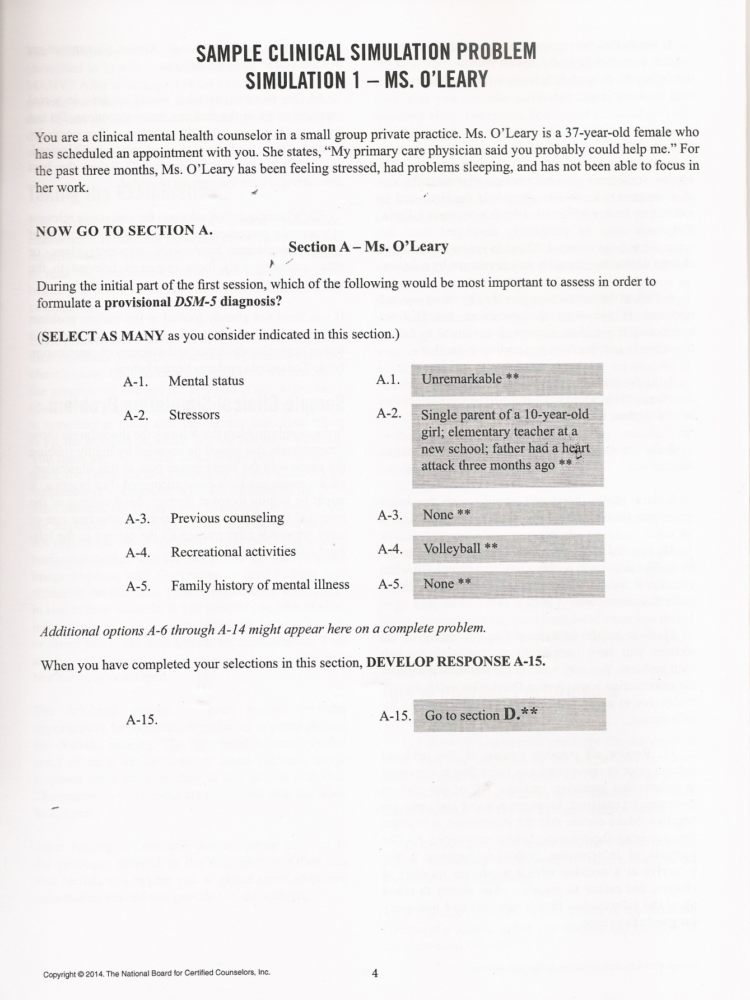 SAMPLE CLINICAL SIMULATION PROBLEM
SIMULATION 1 – MS. O'LEARY
You are a clinical mental health counselor in a small group private practice. Ms. O'Leary is a 37-year-old female who
has scheduled an appointment with you. She states, "My primary care physician said you probably could help me." For
the past three months, Ms. O'Leary has been feeling stressed, had problems sleeping, and has not been able to focus in
her work.
NOW GO TO SECTION A.
Section A – Ms. O'Leary
During the initial part of the first session, which of the following would be most important to assess in order to
formulate a provisional DSM-5 diagnosis?
(SELECT AS MANY as you consider indicated in this section.)
A-1. Mental status A.1. Unremarkable **
A-2. Stressors A-2. Single parent of a 10-year-old
girl; elementary teacher at a
new school; father had a heart
attack three months ago **
A-3. Previous counseling A-3. None **
A-4. Recreational activities A-4. Volleyball **
A-5. Family history of mental illness A-5. None **
Additional options A-6 through A-14 might appear here on a complete problem.
When you have completed your selections in this section, DEVELOP RESPONSE A-15.
A-15. A-15. Go to section D.**
Copyright © 2014. The National Board for Certified Counselors, Inc. 4